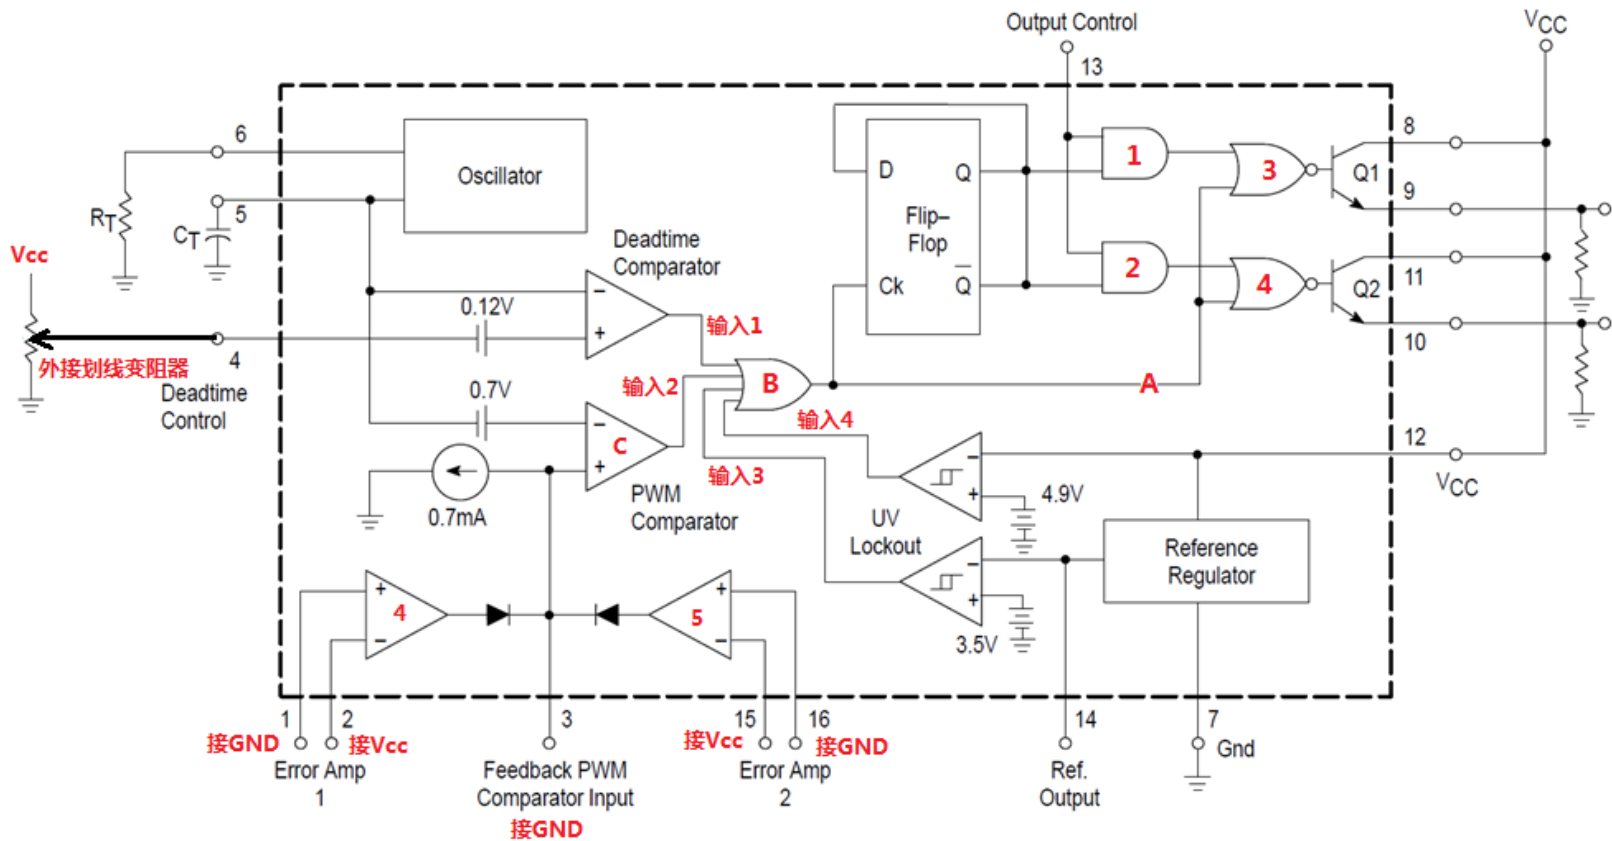 Output Control
VCC
13
6
Oscillator
5
RT
CT
Vcc
外接划线变阻器
4
Deadtime
Control
Deadtime
Comparator
0.12V
−
+
输入1
0.7V
输入2
B
输入4
输入3
−
C
+
0.7mA
PWM
Comparator
D
Q
Flip–
Flop
Ck
Q
1
2
3
4
Q1
Q2
8
9
11
10
A
12
VCC
−
+
4.9V
UV
Lockout
−
+
3.5V
Reference
Regulator
+
4
−
+
5
−
1
2
3
15
16
14
7
接GND
接Vcc
接Vcc
接GND
Gnd
Error Amp
1
Feedback PWM
Comparator Input
接GND
Error Amp
2
Ref.
Output